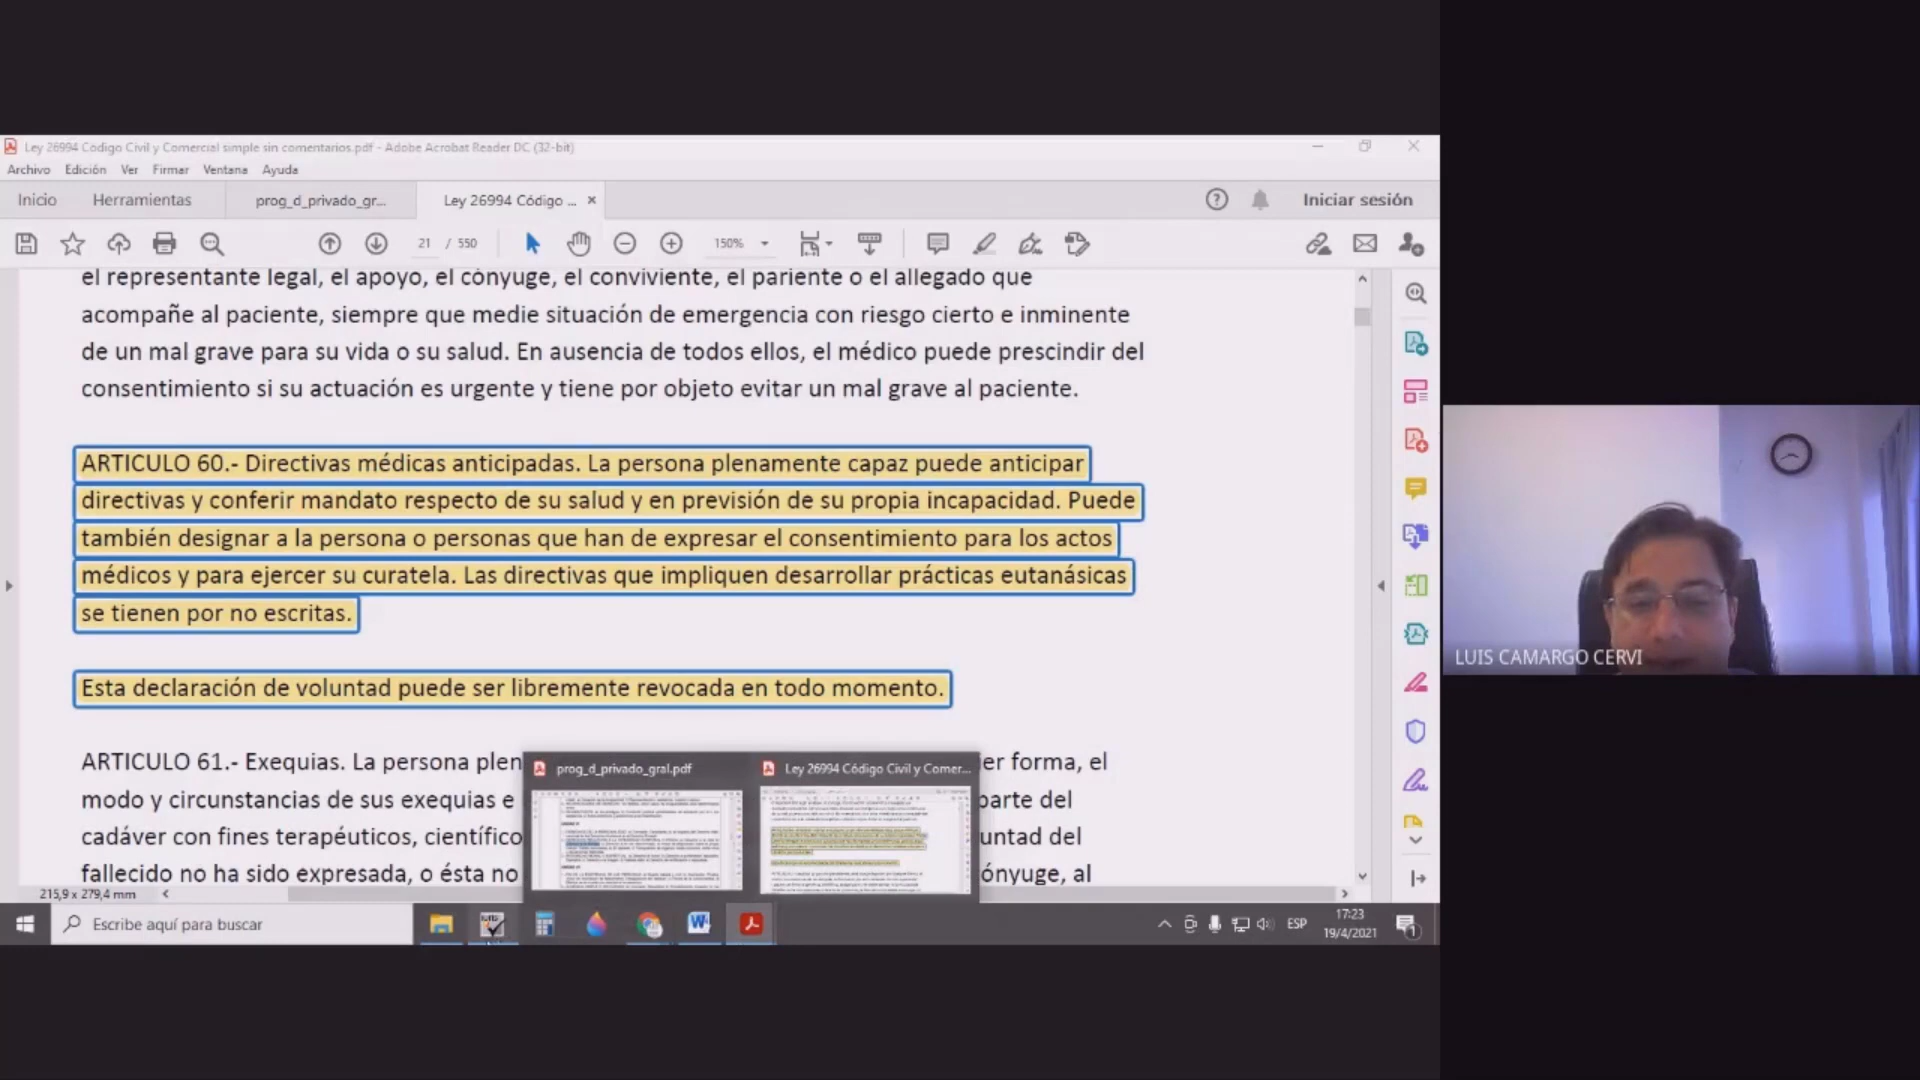 Ley 26994 Codigo Civil y Comercial simple sin comentarios.pdf - Adobe Acrobat Reader DC (32-bit)
Archivo Edición Ver Firmar Ventana Ayuda
Inicio Herramientas prog_d_privado_gr... Ley 26994 Código ... Iniciar sesión
21 / 550 150%
el representante legal, el apoyo, el cónyuge, el conviviente, el pariente o el allegado que
acompañe al paciente, siempre que medie situación de emergencia con riesgo cierto e inminente
de un mal grave para su vida o su salud. En ausencia de todos ellos, el médico puede prescindir del
consentimiento si su actuación es urgente y tiene por objeto evitar un mal grave al paciente.
ARTICULO 60.- Directivas médicas anticipadas. La persona plenamente capaz puede anticipar
directivas y conferir mandato respecto de su salud y en previsión de su propia incapacidad. Puede
también designar a la persona o personas que han de expresar el consentimiento para los actos
médicos y para ejercer su curatela. Las directivas que impliquen desarrollar prácticas eutanásicas
se tienen por no escritas.
Esta declaración de voluntad puede ser libremente revocada en todo momento.
ARTICULO 61.- Exequias. La persona plen er forma, el
modo y circunstancias de sus exequias e parte del
cadáver con fines terapéuticos, científico untad del
fallecido no ha sido expresada, o ésta no ónyuge, al
prog_d_privado_gral.pdf
Ley 26994 Código Civil y Comer...
215,9 x 279,4 mm
Escribe aquí para buscar
ESP
17:23
19/4/2021
1
LUIS CAMARGO CERVI